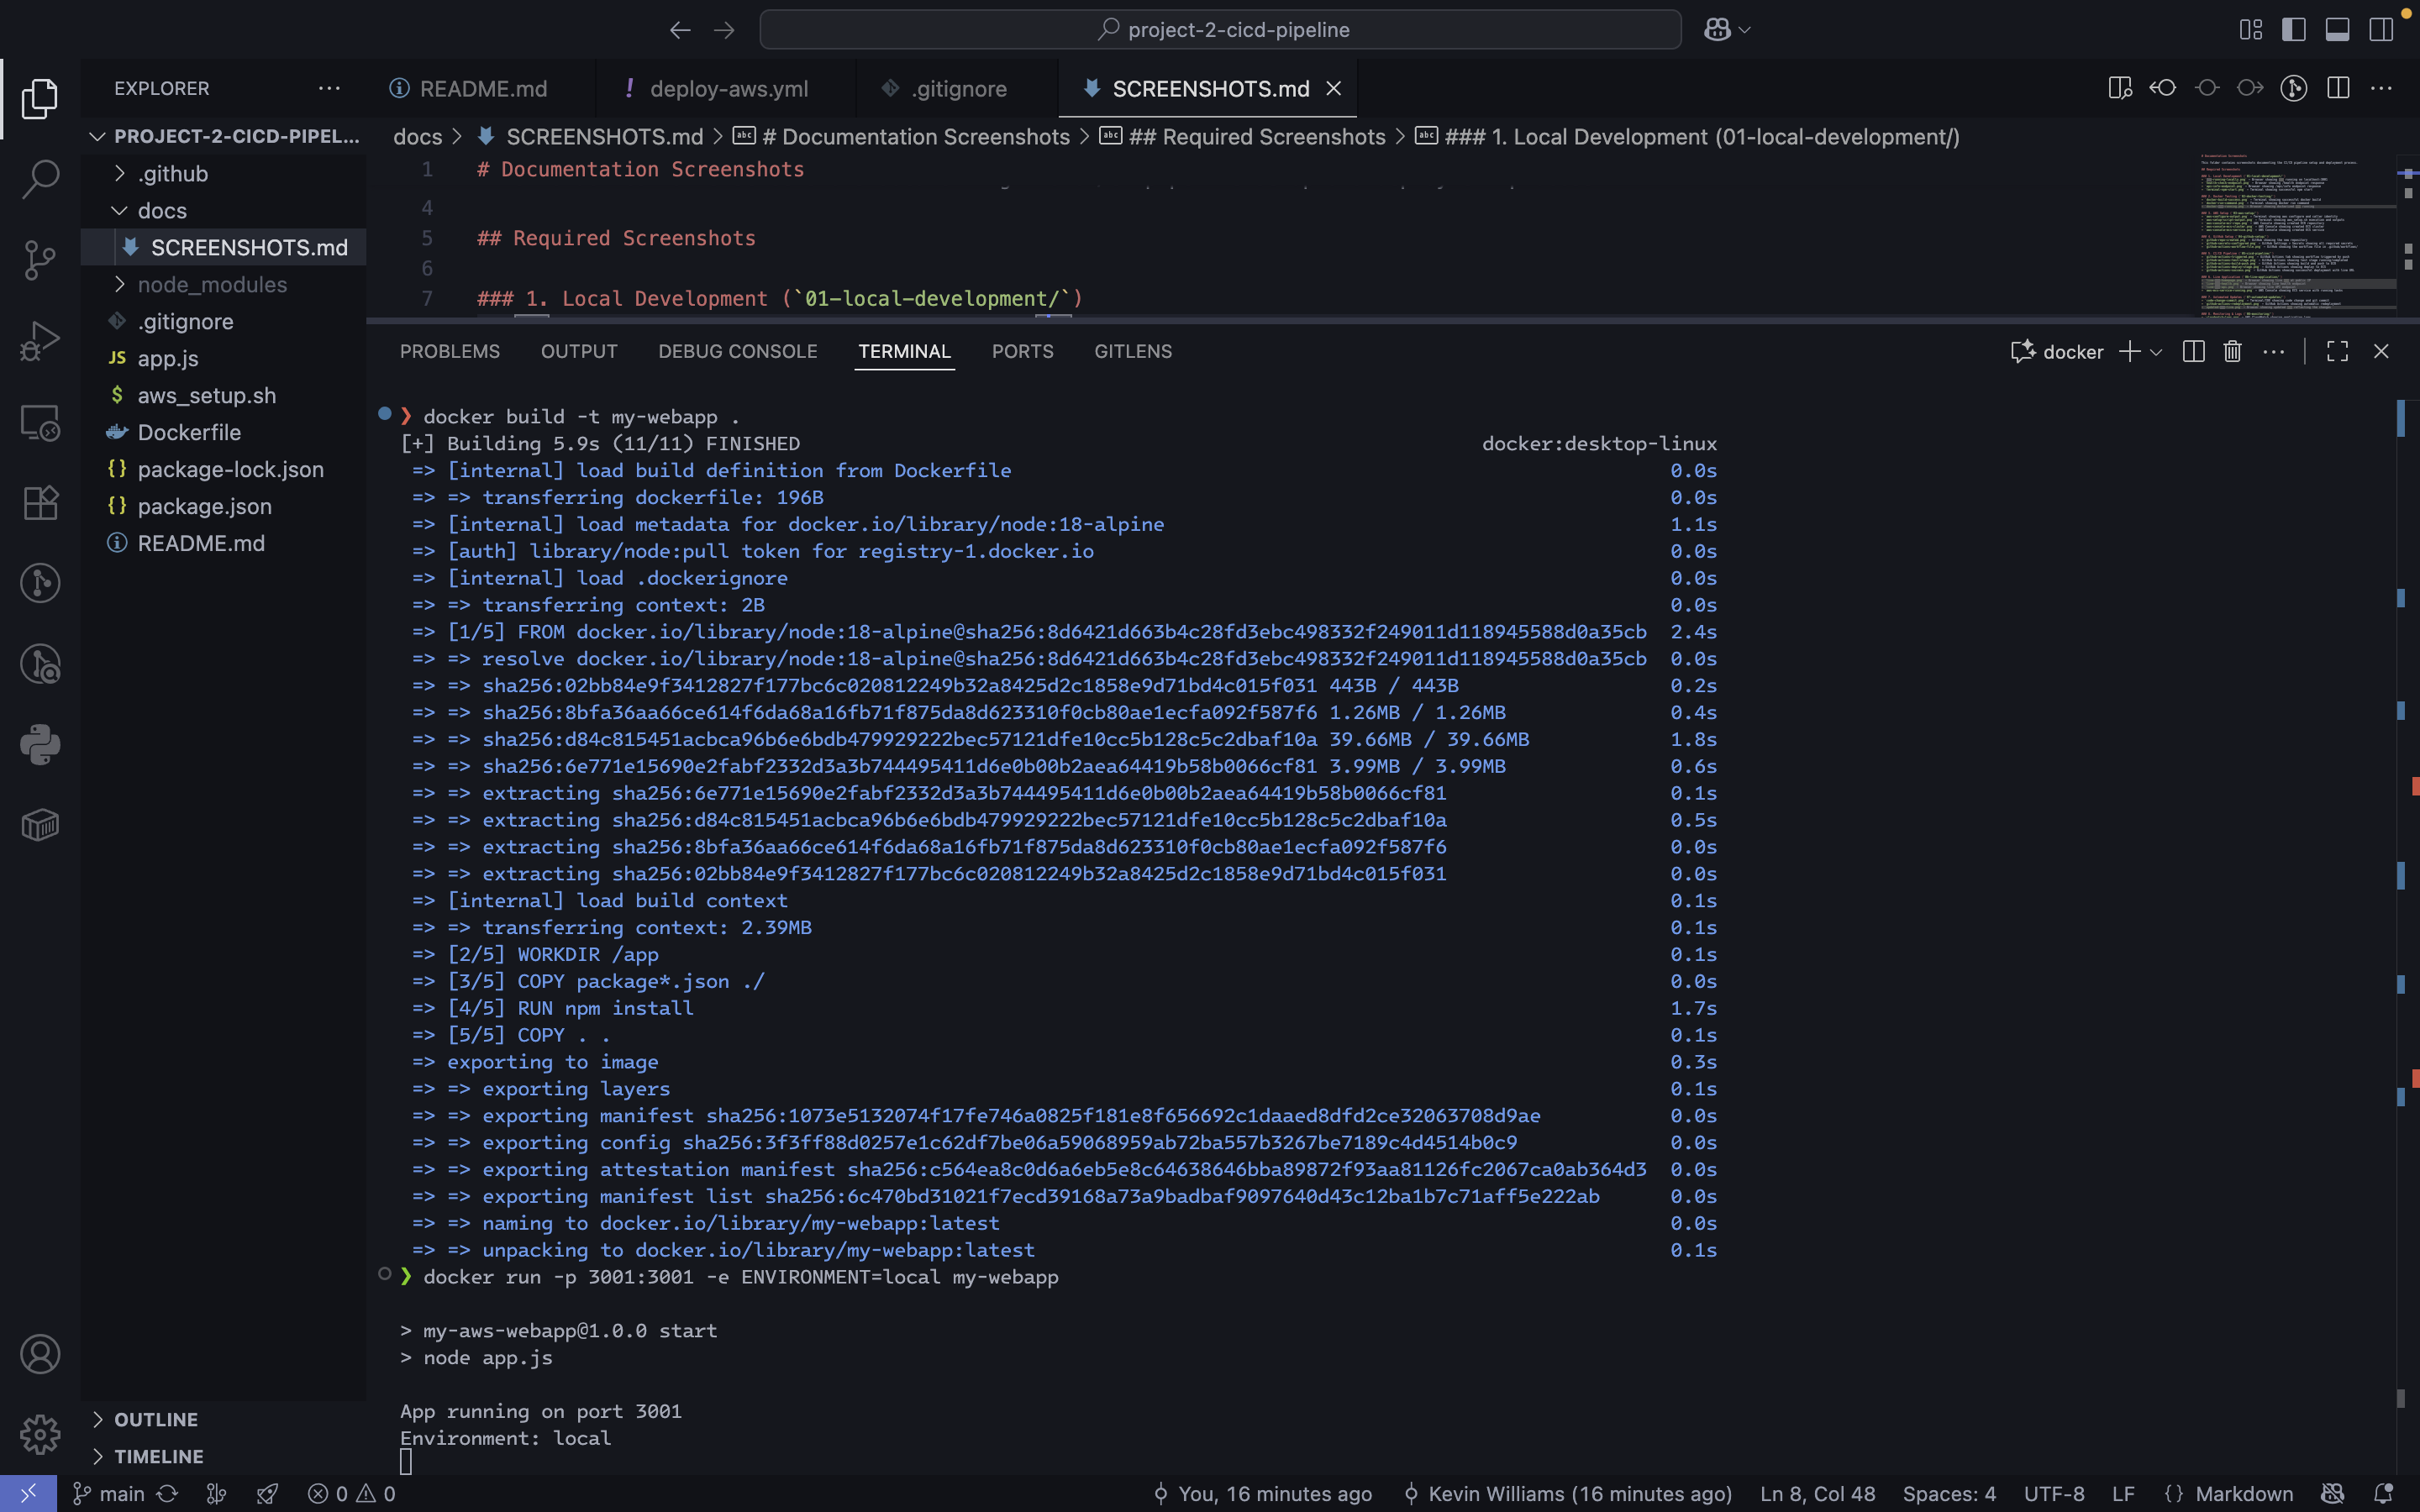 project-2-cicd-pipeline
EXPLORER
README.md
deploy-aws.yml
.gitignore
SCREENSHOTS.md
PROJECT-2-CICD-PIPEL...
.github
docs
SCREENSHOTS.md
node_modules
.gitignore
JS app.js
$ aws_setup.sh
Dockerfile
{} package-lock.json
{} package.json
README.md
OUTLINE
TIMELINE
docs > SCREENSHOTS.md > # Documentation Screenshots > ## Required Screenshots > ### 1. Local Development (01-local-development/)
1 # Documentation Screenshots
4
5 ## Required Screenshots
6
7 ### 1. Local Development (`01-local-development/`)
PROBLEMS OUTPUT DEBUG CONSOLE TERMINAL PORTS GITLENS
docker
❯ docker build -t my-webapp .
[+] Building 5.9s (11/11) FINISHED docker:desktop-linux
=> [internal] load build definition from Dockerfile 0.0s
=> => transferring dockerfile: 196B 0.0s
=> [internal] load metadata for docker.io/library/node:18-alpine 1.1s
=> [auth] library/node:pull token for registry-1.docker.io 0.0s
=> [internal] load .dockerignore 0.0s
=> => transferring context: 2B 0.0s
=> [1/5] FROM docker.io/library/node:18-alpine@sha256:8d6421d663b4c28fd3ebc498332f249011d118945588d0a35cb 2.4s
=> => resolve docker.io/library/node:18-alpine@sha256:8d6421d663b4c28fd3ebc498332f249011d118945588d0a35cb 0.0s
=> => sha256:02bb84e9f3412827f177bc6c020812249b32a8425d2c1858e9d71bd4c015f031 443B / 443B 0.2s
=> => sha256:8bfa36aa66ce614f6da68a16fb71f875da8d623310f0cb80ae1ecfa092f587f6 1.26MB / 1.26MB 0.4s
=> => sha256:d84c815451acbca96b6e6bdb479929222bec57121dfe10cc5b128c5c2dbaf10a 39.66MB / 39.66MB 1.8s
=> => sha256:6e771e15690e2fabf2332d3a3b744495411d6e0b00b2aea64419b58b0066cf81 3.99MB / 3.99MB 0.6s
=> => extracting sha256:6e771e15690e2fabf2332d3a3b744495411d6e0b00b2aea64419b58b0066cf81 0.1s
=> => extracting sha256:d84c815451acbca96b6e6bdb479929222bec57121dfe10cc5b128c5c2dbaf10a 0.5s
=> => extracting sha256:8bfa36aa66ce614f6da68a16fb71f875da8d623310f0cb80ae1ecfa092f587f6 0.0s
=> => extracting sha256:02bb84e9f3412827f177bc6c020812249b32a8425d2c1858e9d71bd4c015f031 0.0s
=> [internal] load build context 0.1s
=> => transferring context: 2.39MB 0.1s
=> [2/5] WORKDIR /app 0.1s
=> [3/5] COPY package*.json ./ 0.0s
=> [4/5] RUN npm install 1.7s
=> [5/5] COPY . . 0.1s
=> exporting to image 0.3s
=> => exporting layers 0.1s
=> => exporting manifest sha256:1073e5132074f17fe746a0825f181e8f656692c1daaed8dfd2ce32063708d9ae 0.0s
=> => exporting config sha256:3f3ff88d0257e1c62df7be06a59068959ab72ba557b3267be7189c4d4514b0c9 0.0s
=> => exporting attestation manifest sha256:c564ea8c0d6a6eb5e8c64638646bba89872f93aa81126fc2067ca0ab364d3 0.0s
=> => exporting manifest list sha256:6c470bd31021f7ecd39168a73a9badbaf9097640d43c12ba1b7c71aff5e222ab 0.0s
=> => naming to docker.io/library/my-webapp:latest 0.0s
=> => unpacking to docker.io/library/my-webapp:latest 0.1s
❯ docker run -p 3001:3001 -e ENVIRONMENT=local my-webapp
> my-aws-webapp@1.0.0 start
> node app.js
App running on port 3001
Environment: local
main 0 0 You, 16 minutes ago Kevin Williams (16 minutes ago) Ln 8, Col 48 Spaces: 4 UTF-8 LF {} Markdown